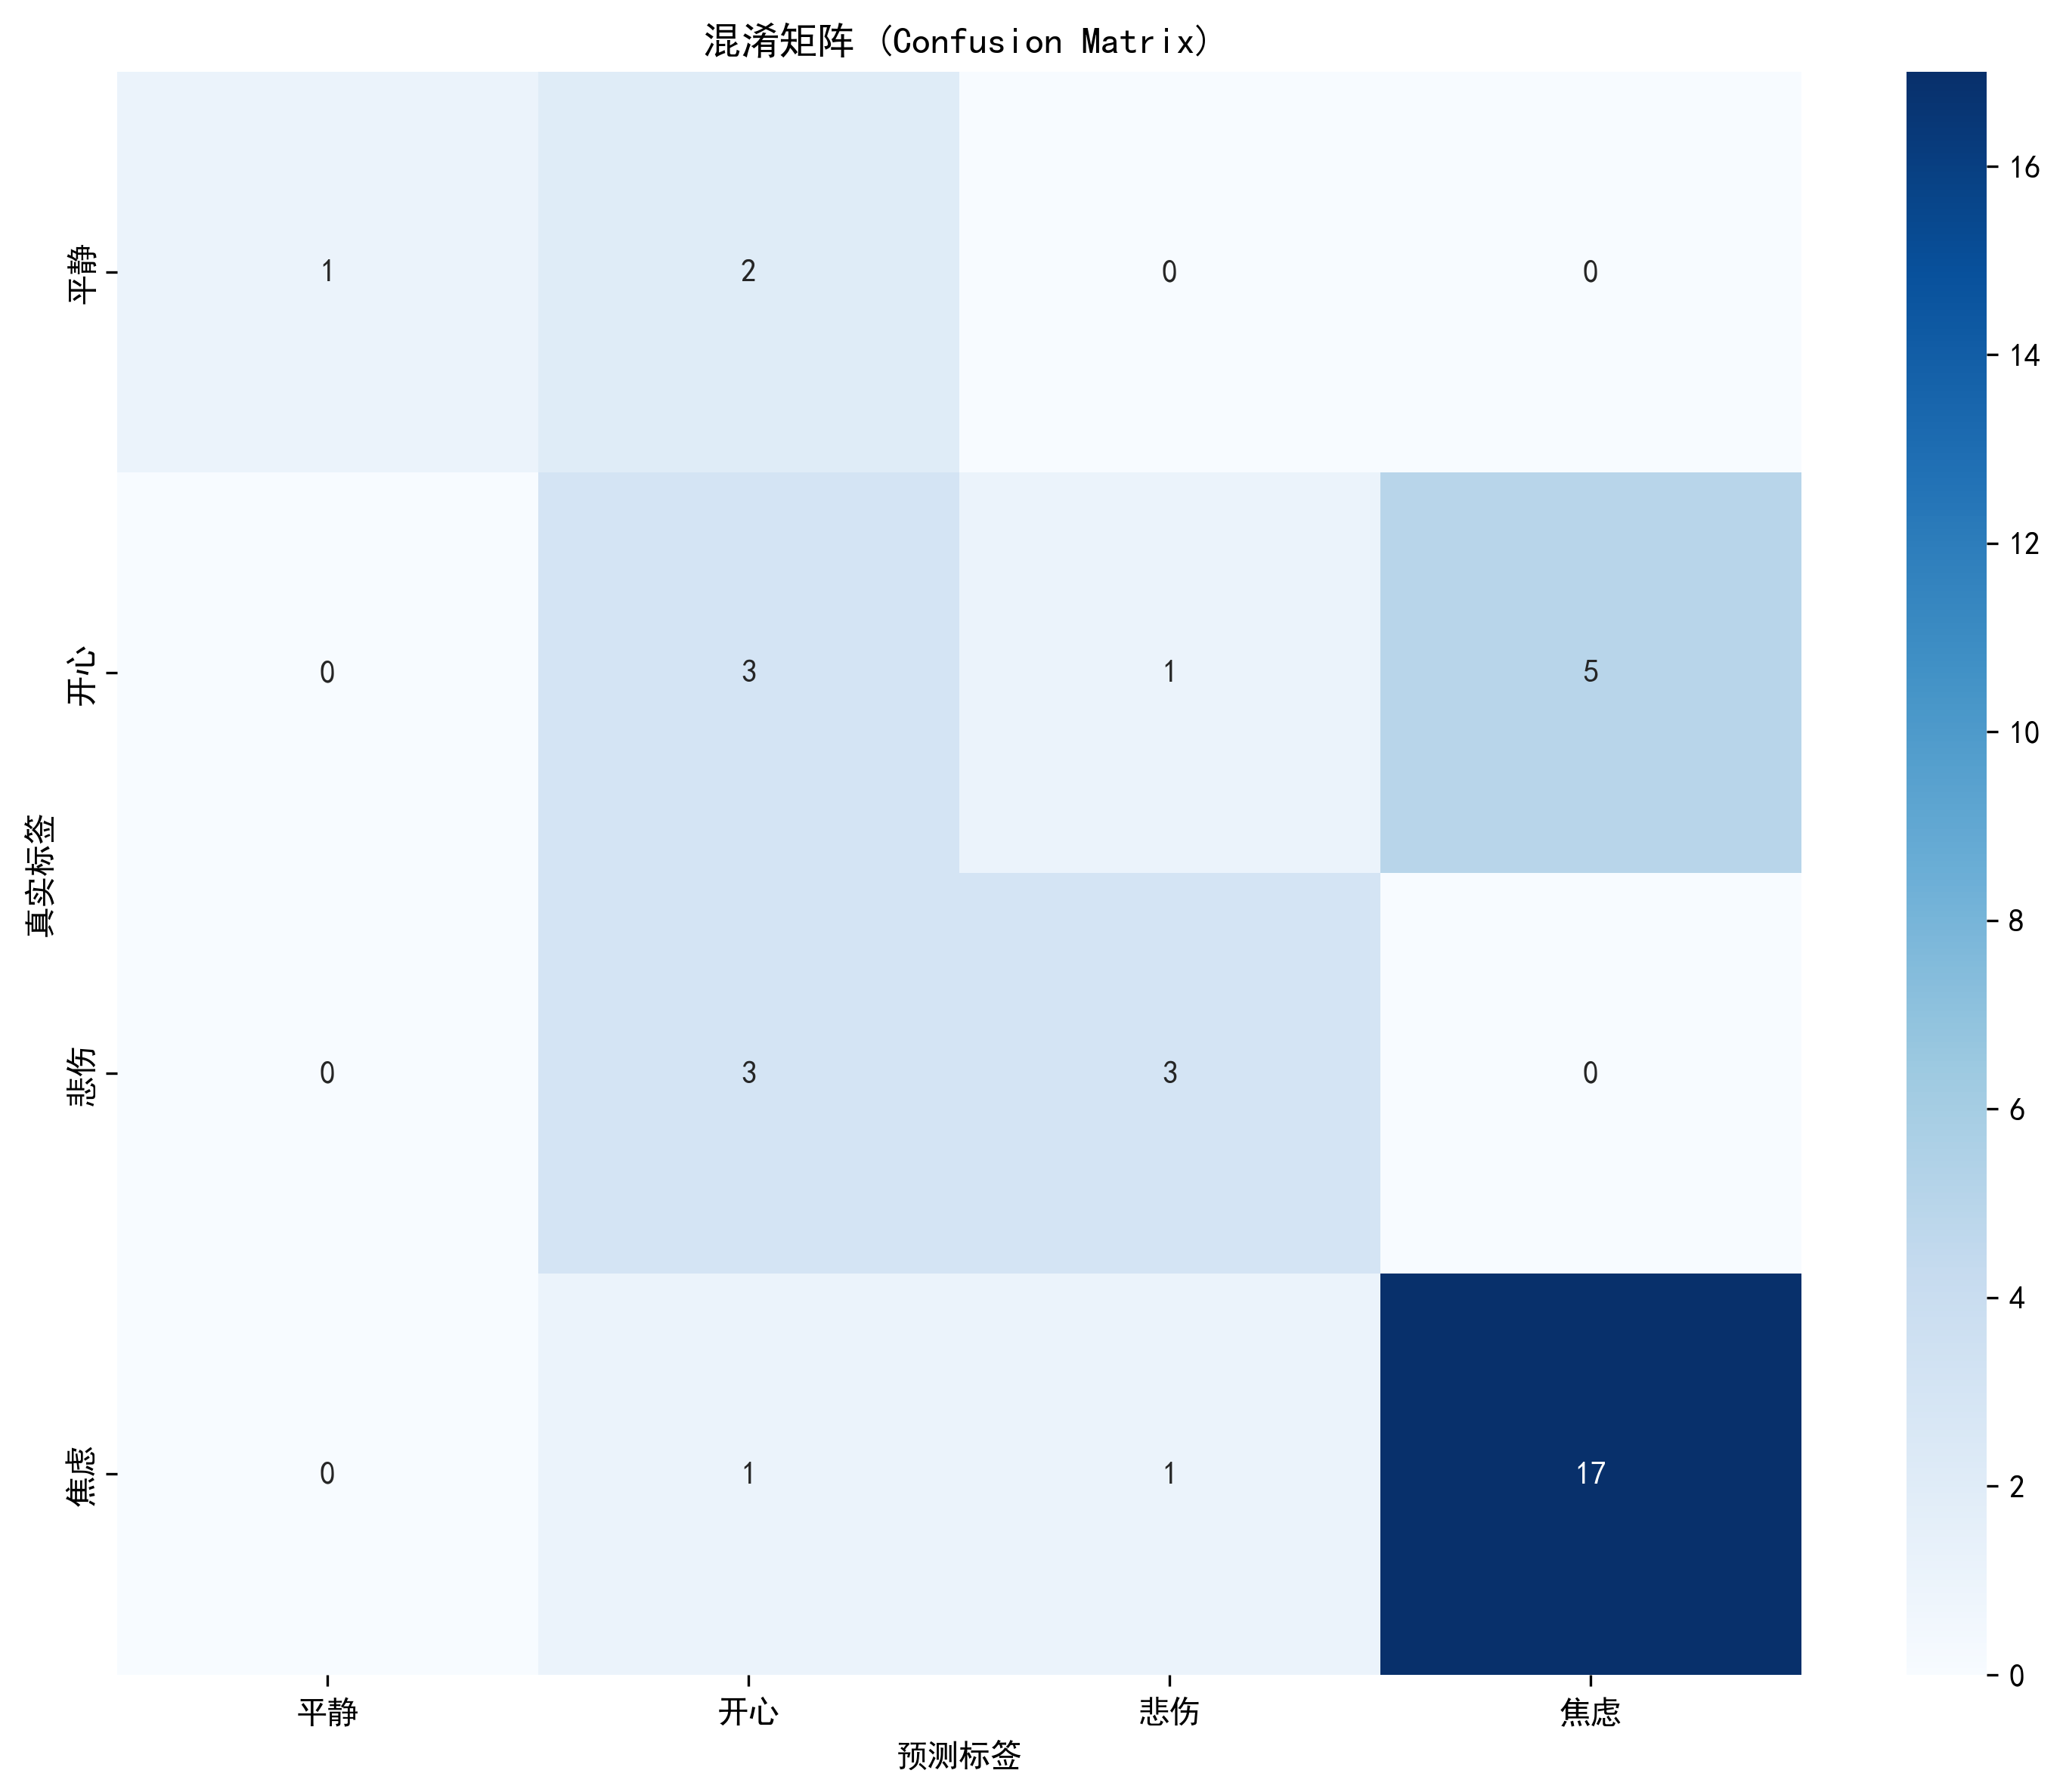 混淆矩阵 (Confusion Matrix)
真实标签
平静
1 2 0 0
开心
0 3 1 5
悲伤
0 3 3 0
焦虑
0 1 1 17
平静 开心 悲伤 焦虑
预测标签
16
14
12
10
8
6
4
2
0